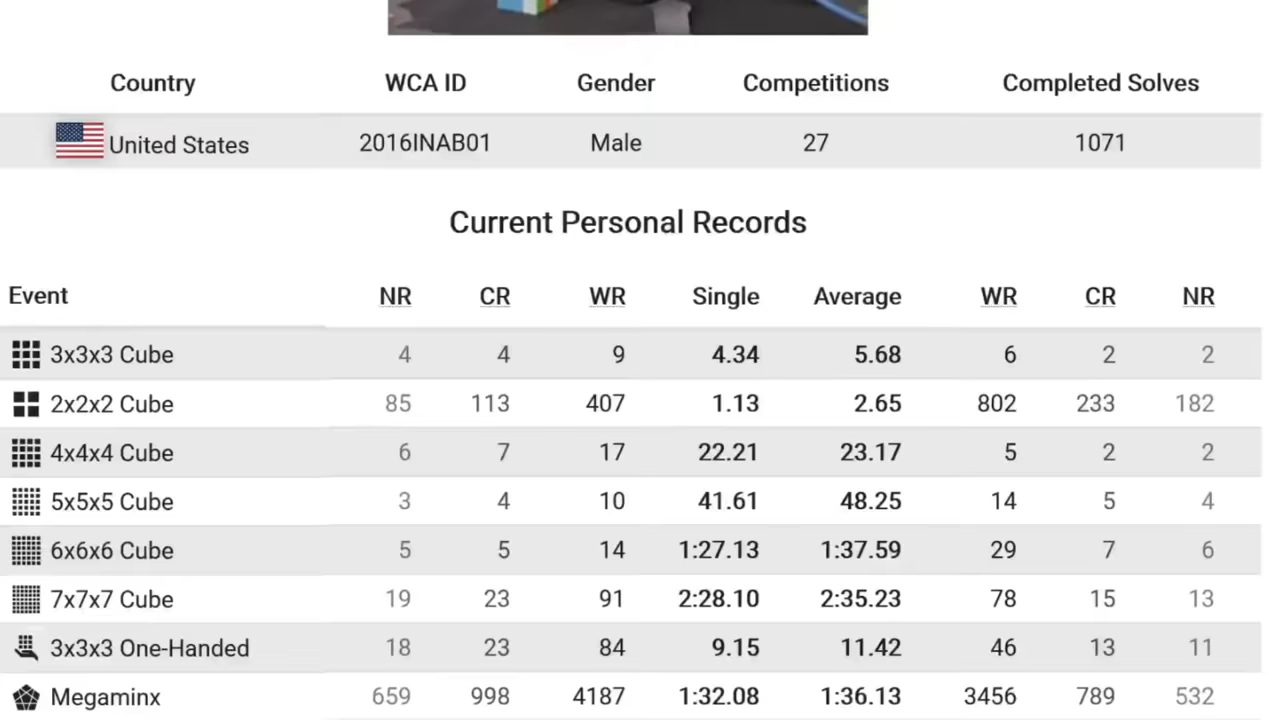 Country WCA ID Gender Competitions Completed Solves
United States 2016INAB01 Male 27 1071
Current Personal Records
Event NR CR WR Single Average WR CR NR
3x3x3 Cube 4 4 9 4.34 5.68 6 2 2
2x2x2 Cube 85 113 407 1.13 2.65 802 233 182
4x4x4 Cube 6 7 17 22.21 23.17 5 2 2
5x5x5 Cube 3 4 10 41.61 48.25 14 5 4
6x6x6 Cube 5 5 14 1:27.13 1:37.59 29 7 6
7x7x7 Cube 19 23 91 2:28.10 2:35.23 78 15 13
3x3x3 One-Handed 18 23 84 9.15 11.42 46 13 11
Megaminx 659 998 4187 1:32.08 1:36.13 3456 789 532